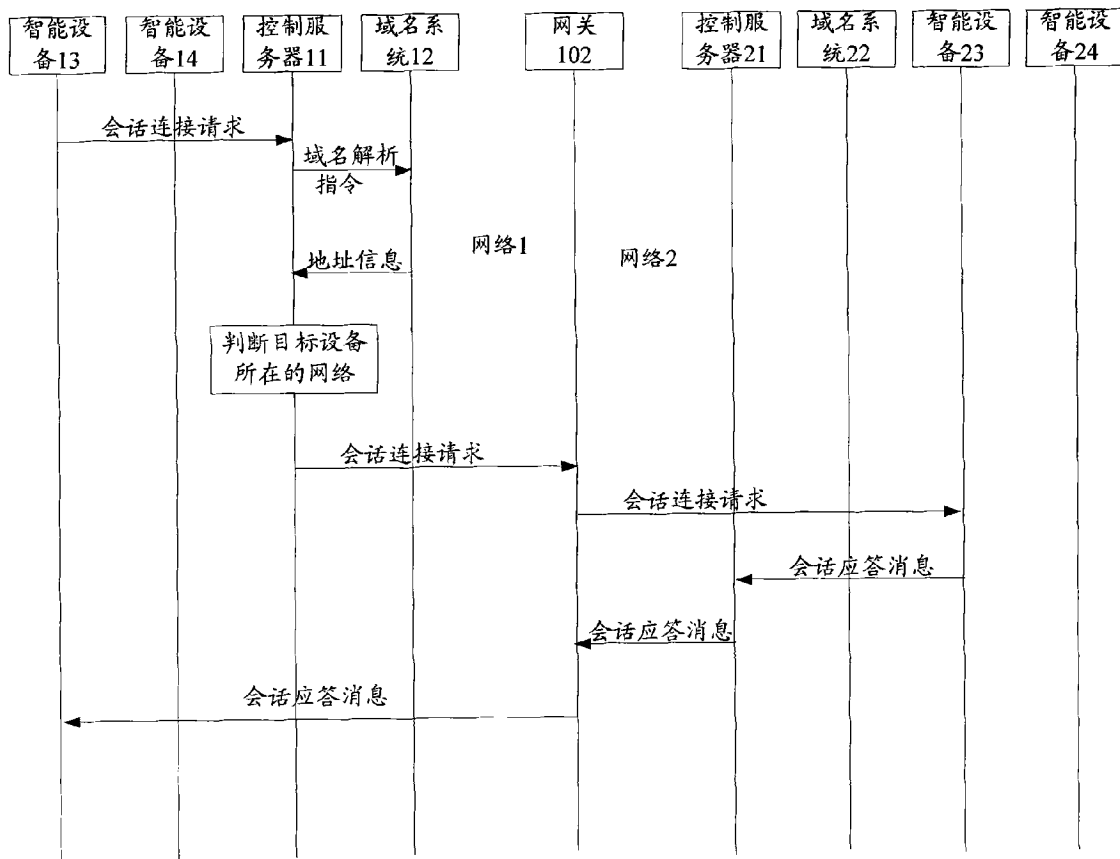 智能设
备13
智能设
备14
控制服
务器11
域名系
统12
网关
102
控制服
务器21
域名系
统22
智能设
备23
智能设
备24
会话连接请求
域名解析
指令
网络1
网络2
地址信息
判断目标设备
所在的网络
会话连接请求
会话连接请求
会话应答消息
会话应答消息
会话应答消息